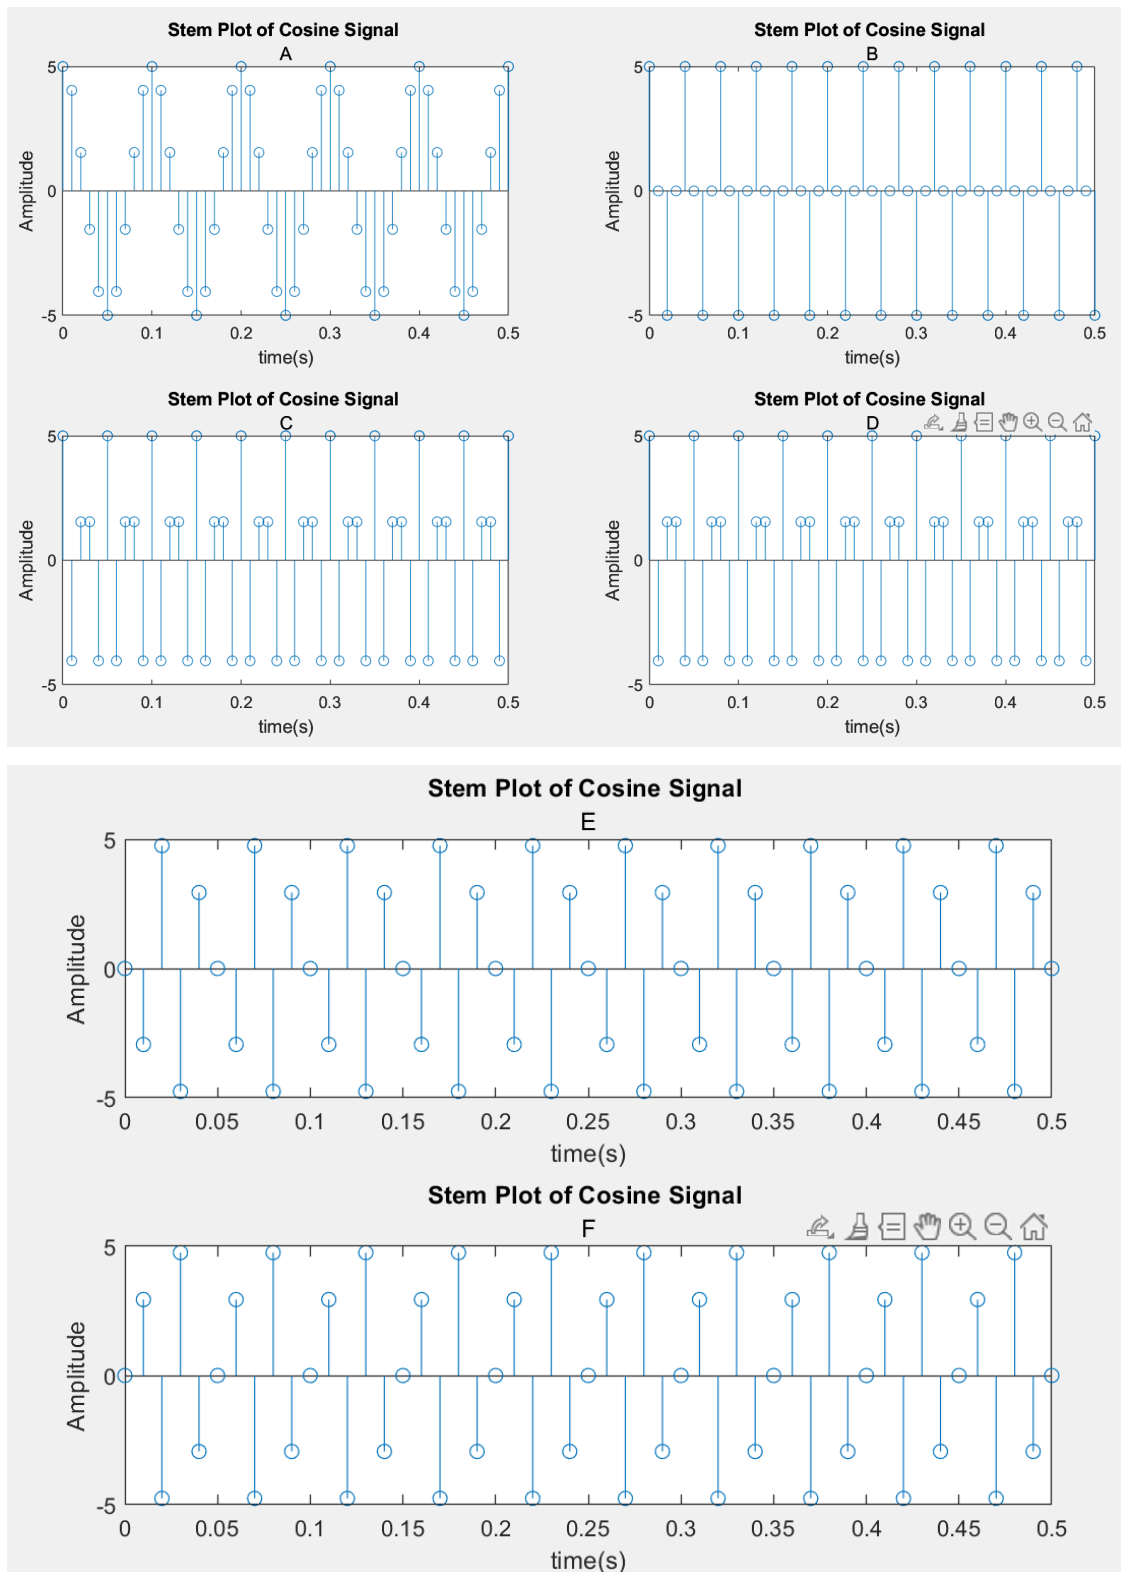 Stem Plot of Cosine Signal
A
5
0
-5
Amplitude
0 0.1 0.2 0.3 0.4 0.5
time(s)
Stem Plot of Cosine Signal
B
5
0
-5
Amplitude
0 0.1 0.2 0.3 0.4 0.5
time(s)
Stem Plot of Cosine Signal
C
5
0
-5
Amplitude
0 0.1 0.2 0.3 0.4 0.5
time(s)
Stem Plot of Cosine Signal
D
5
0
-5
Amplitude
0 0.1 0.2 0.3 0.4 0.5
time(s)
Stem Plot of Cosine Signal
E
5
0
-5
Amplitude
0 0.05 0.1 0.15 0.2 0.25 0.3 0.35 0.4 0.45 0.5
time(s)
Stem Plot of Cosine Signal
F
5
0
-5
Amplitude
0 0.05 0.1 0.15 0.2 0.25 0.3 0.35 0.4 0.45 0.5
time(s)